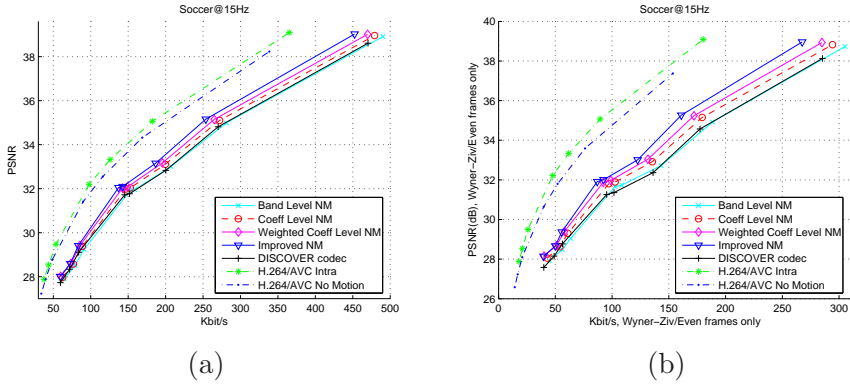 Soccer@15Hz
PSNR
38
36
34
32
30
28
50 100 150 200 250 300 350 400 450 500
Kbit/s
Band Level NM
Coeff Level NM
Weighted Coeff Level NM
Improved NM
DISCOVER codec
H.264/AVC Intra
H.264/AVC No Motion
(a)
Soccer@15Hz
PSNR(dB), Wyner-Ziv/Even frames only
40
38
36
34
32
30
28
26
0 50 100 150 200 250 300
Kbit/s, Wyner-Ziv/Even frames only
Band Level NM
Coeff Level NM
Weighted Coeff Level NM
Improved NM
DISCOVER codec
H.264/AVC Intra
H.264/AVC No Motion
(b)